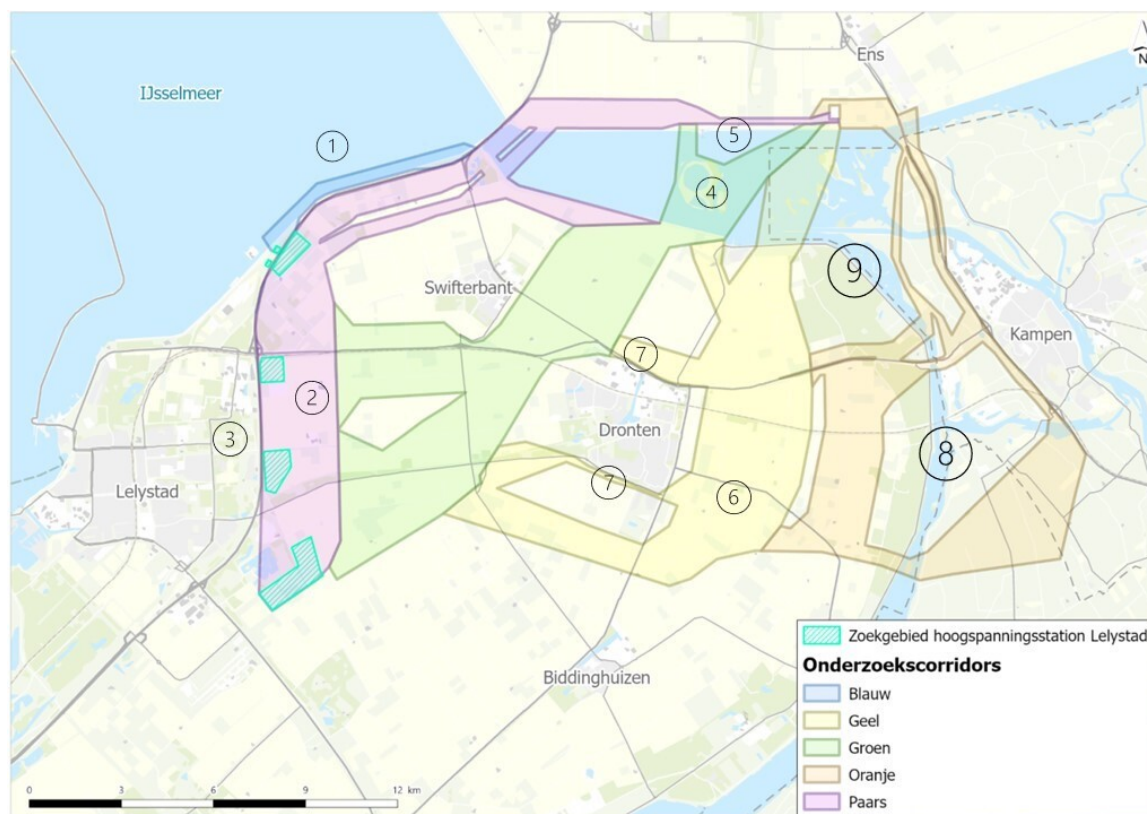 Ens
N
IJsselmeer
1
5
4
9
Swifterbant
Kampen
7
2
3
Dronten
8
Lelystad
7
6
Biddinghuizen
Zoekgebied hoogspanningsstation Lelystad
Onderzoekscorridors
Blauw
Geel
Groen
Oranje
Paars
0 3 6 9 12 km